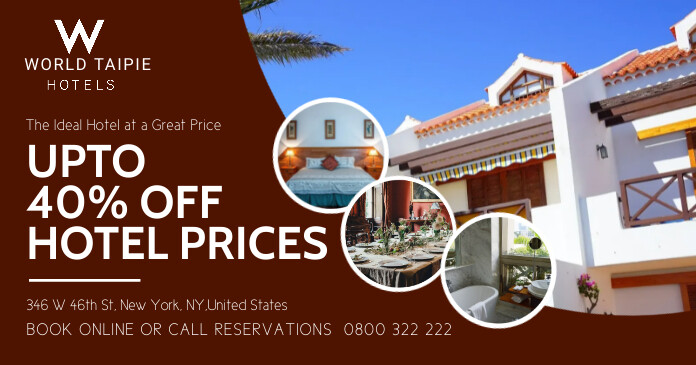 W
WORLD TAIPIE
HOTELS
The Ideal Hotel at a Great Price
UPTO
40% OFF
HOTEL PRICES
346 W 46th St, New York, NY,United States
BOOK ONLINE OR CALL RESERVATIONS 0800 322 222